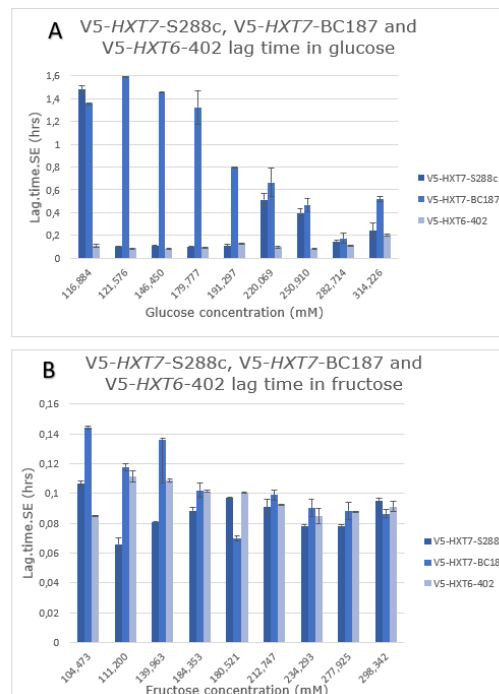 A
V5-HXT7-S288c, V5-HXT7-BC187 and
V5-HXT6-402 lag time in glucose
Lag.time.SE (hrs)
1,6
1,4
1,2
1
0,8
0,6
0,4
0,2
0
116,884
121,576
146,450
179,777
191,297
220,069
250,910
282,714
314,226
Glucose concentration (mM)
V5-HXT7-S288c
V5-HXT7-BC187
V5-HXT6-402
B
V5-HXT7-S288c, V5-HXT7-BC187 and
V5-HXT6-402 lag time in fructose
Lag.time.SE (hrs)
0,16
0,14
0,12
0,1
0,08
0,06
0,04
0,02
0
104,473
111,200
139,963
184,353
180,521
212,747
234,293
277,925
298,342
Fructose concentration (mM)
V5-HXT7-S288
V5-HXT7-BC18
V5-HXT6-402